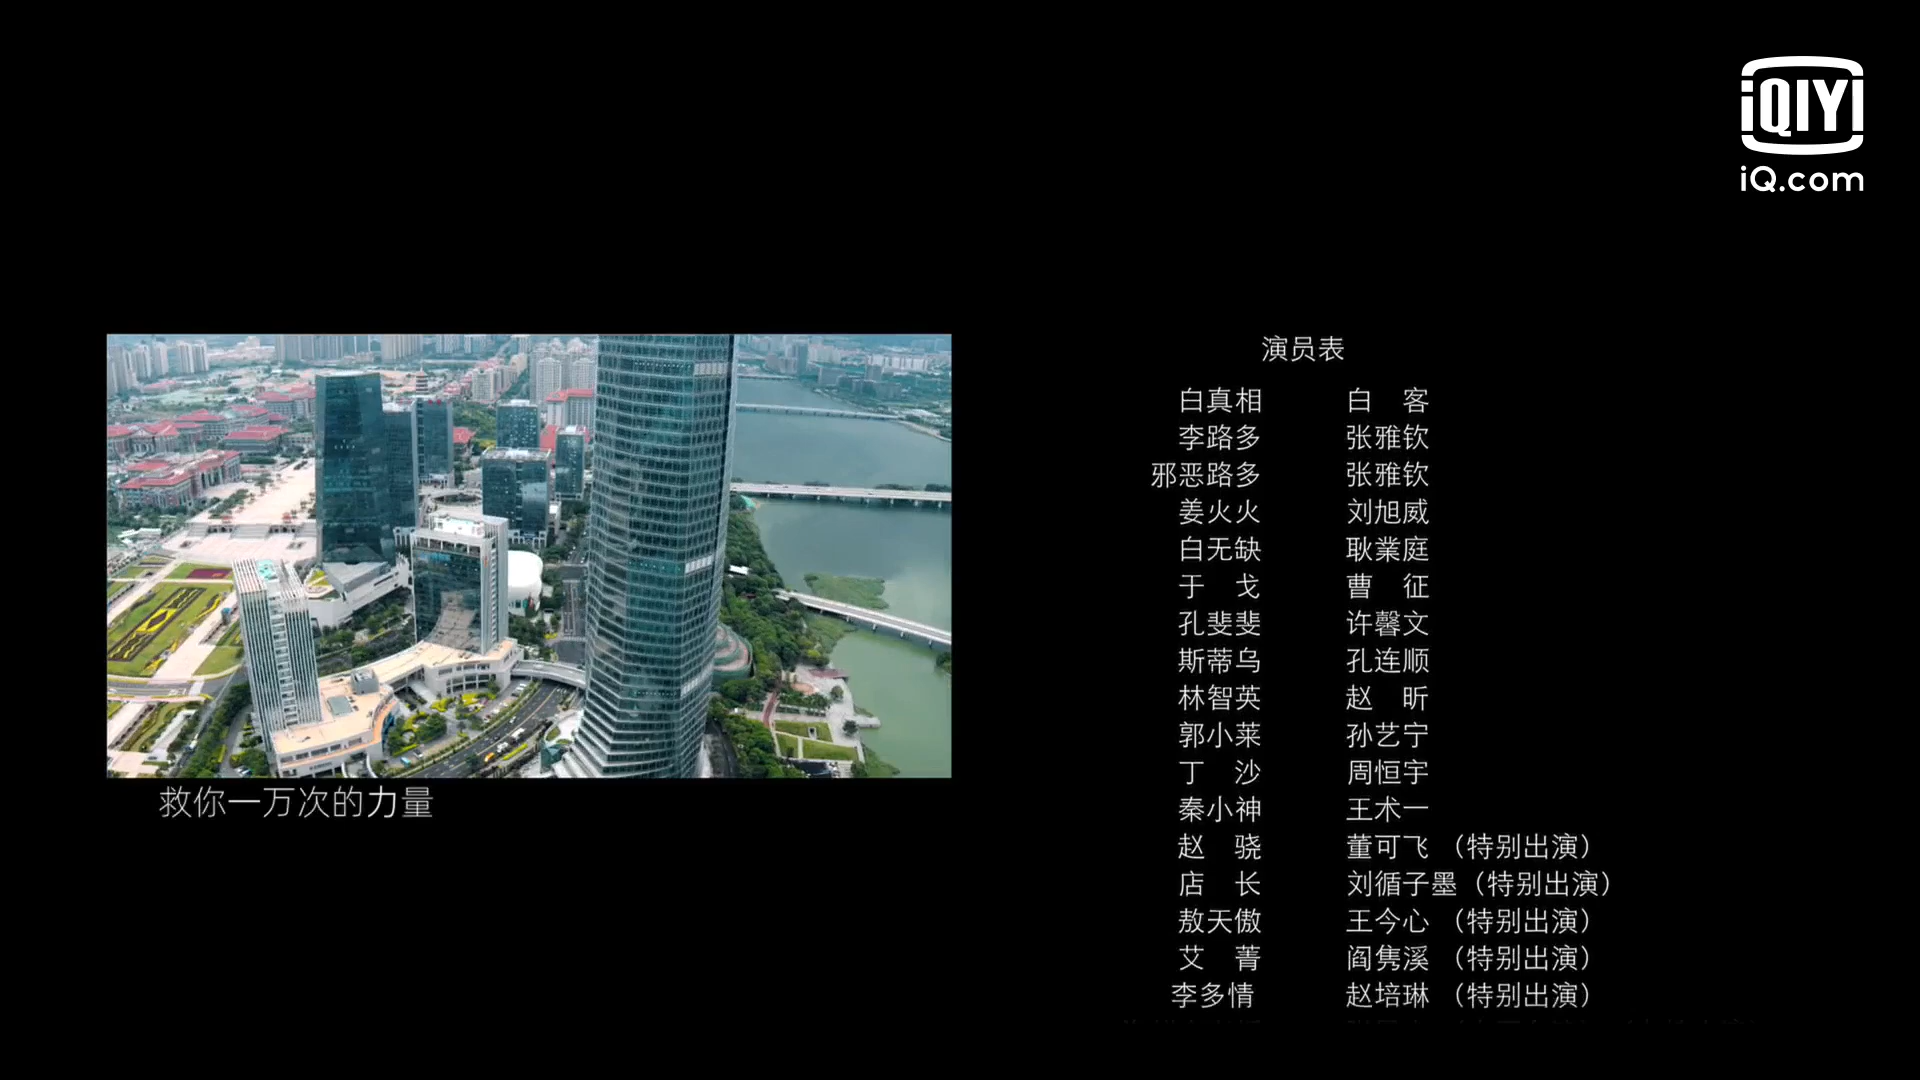 iQIYI
iQ.com
演员表
白真相 白 客
李路多 张雅钦
邪恶路多 张雅钦
姜火火 刘旭威
白无缺 耿業庭
于 戈 曹 征
孔斐斐 许馨文
斯蒂乌 孔连顺
林智英 赵 昕
郭小莱 孙艺宁
丁 沙 周恒宇
秦小神 王术一
赵 骁 董可飞 （特别出演）
店 长 刘循子墨（特别出演）
敖天傲 王今心 （特别出演）
艾 菁 阎隽溪 （特别出演）
李多情 赵培琳 （特别出演）
救你一万次的力量